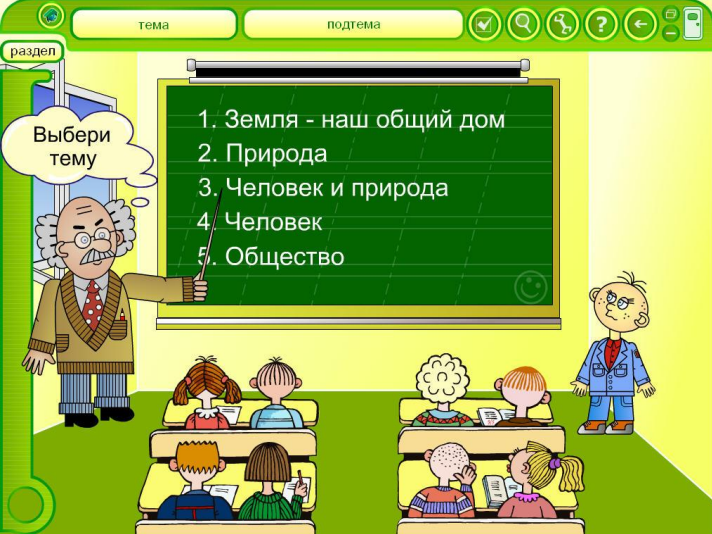 тема
подтема
?
раздел
Выбери
тему
1. Земля - наш общий дом
2. Природа
3. Человек и природа
4. Человек
5. Общество